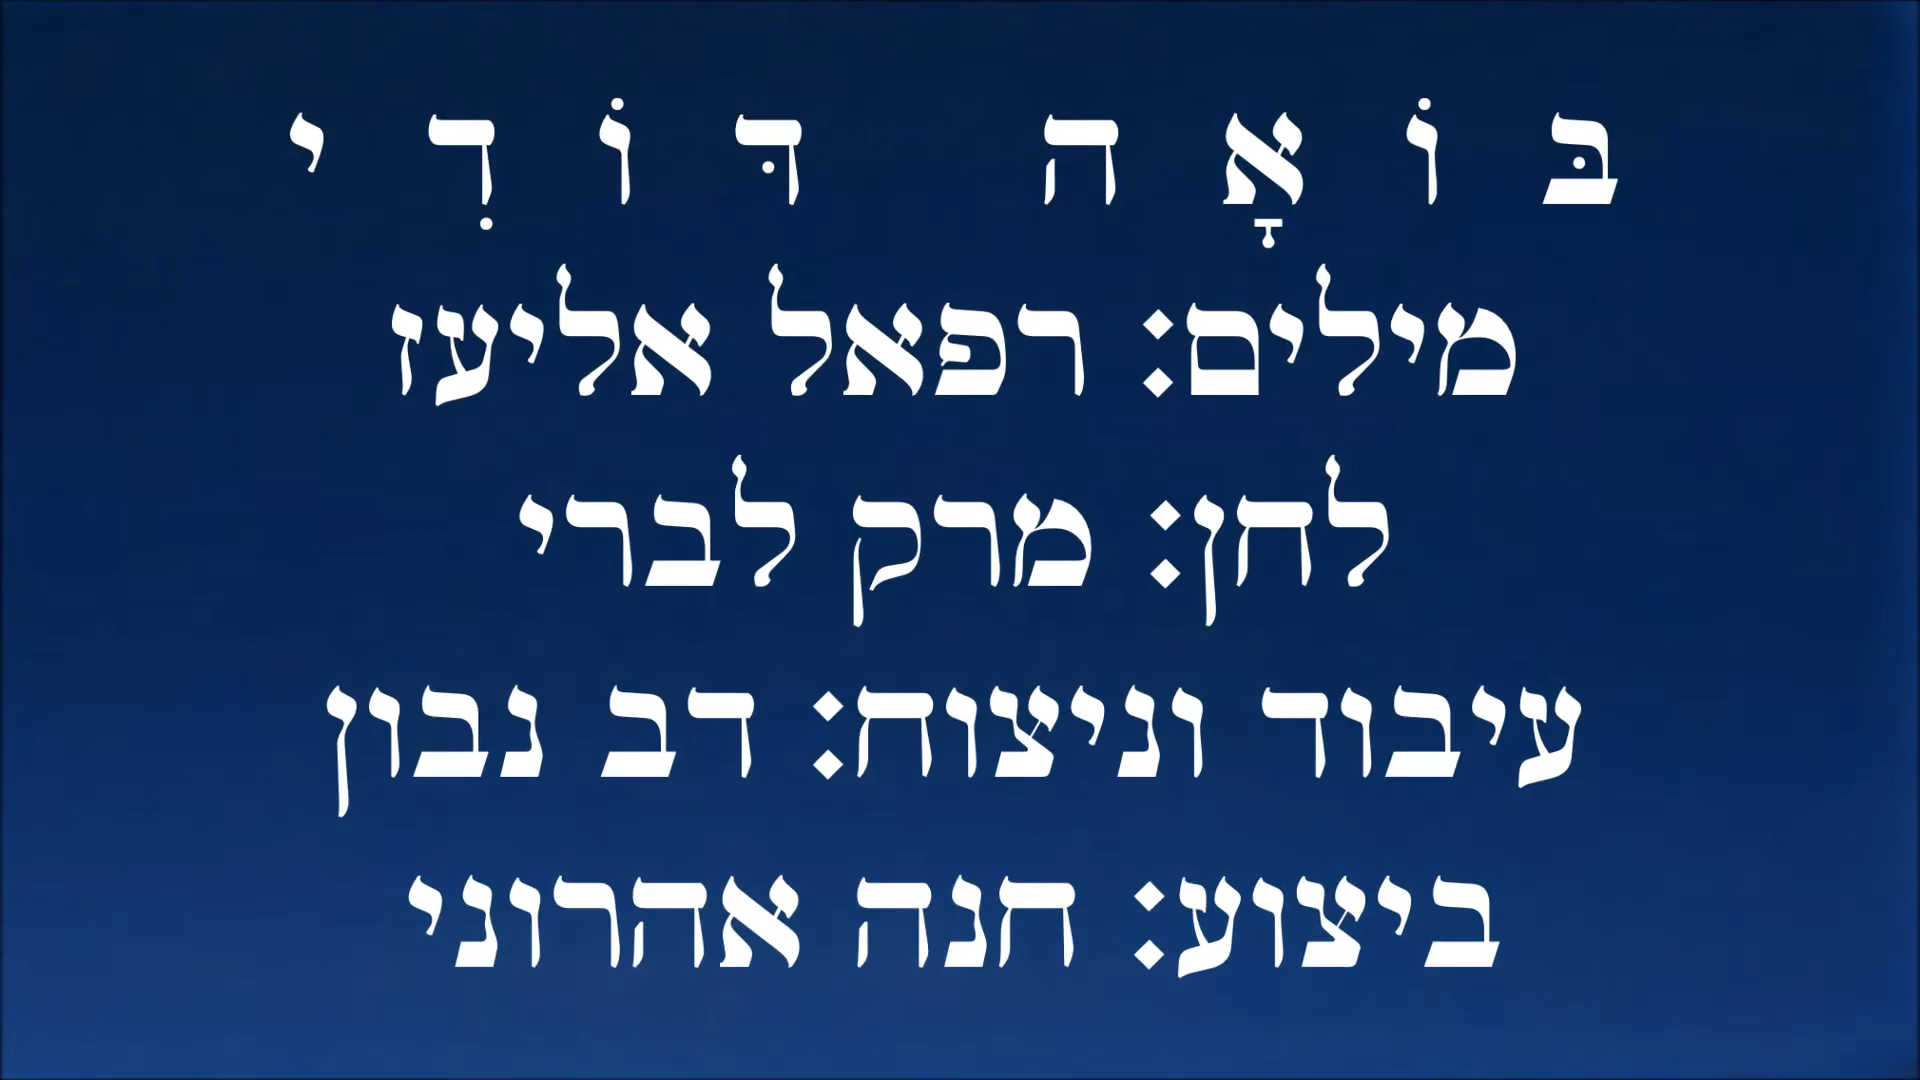 בּוֹאָה דּוֹדִי
מילים: רפאל אליעז
לחן: מרק לברי
עיבוד וניצוח: דב נבון
ביצוע: חנה אהרוני